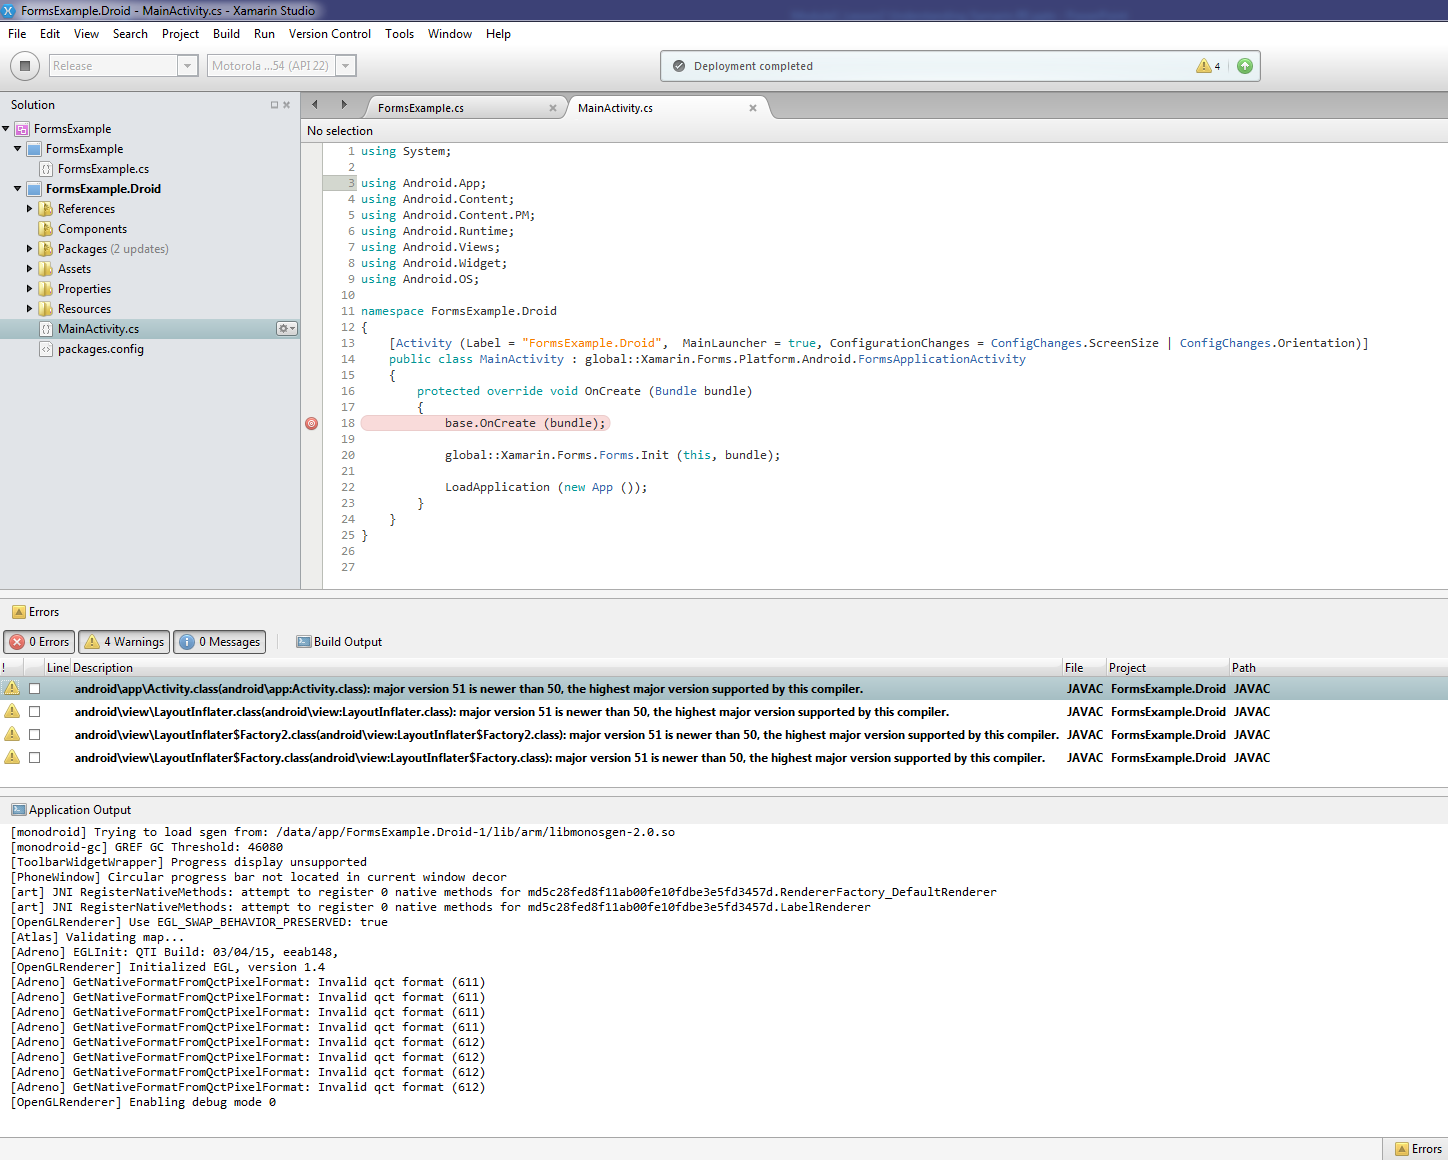 FormsExample.Droid - MainActivity.cs - Xamarin Studio
File Edit View Search Project Build Run Version Control Tools Window Help
Release Motorola ...54 (API 22) Deployment completed 4
Solution
FormsExample
FormsExample
FormsExample.cs
FormsExample.Droid
References
Components
Packages (2 updates)
Assets
Properties
Resources
MainActivity.cs
packages.config
FormsExample.cs MainActivity.cs
No selection
1 using System;
2
3 using Android.App;
4 using Android.Content;
5 using Android.Content.PM;
6 using Android.Runtime;
7 using Android.Views;
8 using Android.Widget;
9 using Android.OS;
10
11 namespace FormsExample.Droid
12 {
13 [Activity (Label = "FormsExample.Droid", MainLauncher = true, ConfigurationChanges = ConfigChanges.ScreenSize | ConfigChanges.Orientation)]
14 public class MainActivity : global::Xamarin.Forms.Platform.Android.FormsApplicationActivity
15 {
16 protected override void OnCreate (Bundle bundle)
17 {
18 base.OnCreate (bundle);
19
20 global::Xamarin.Forms.Forms.Init (this, bundle);
21
22 LoadApplication (new App ());
23 }
24 }
25 }
26
27
Errors
0 Errors 4 Warnings 0 Messages Build Output
! Line Description File Project Path
android\app\Activity.class(android\app:Activity.class): major version 51 is newer than 50, the highest major version supported by this compiler. JAVAC FormsExample.Droid JAVAC
android\view\LayoutInflater.class(android\view:LayoutInflater.class): major version 51 is newer than 50, the highest major version supported by this compiler. JAVAC FormsExample.Droid JAVAC
android\view\LayoutInflater$Factory2.class(android\view:LayoutInflater$Factory2.class): major version 51 is newer than 50, the highest major version supported by this compiler. JAVAC FormsExample.Droid JAVAC
android\view\LayoutInflater$Factory.class(android\view:LayoutInflater$Factory.class): major version 51 is newer than 50, the highest major version supported by this compiler. JAVAC FormsExample.Droid JAVAC
Application Output
[monodroid] Trying to load sgen from: /data/app/FormsExample.Droid-1/lib/arm/libmonosgen-2.0.so
[monodroid-gc] GREF GC Threshold: 46080
[ToolbarWidgetWrapper] Progress display unsupported
[PhoneWindow] Circular progress bar not located in current window decor
[art] JNI RegisterNativeMethods: attempt to register 0 native methods for md5c28fed8f11ab00fe10fdbe3e5fd3457d.RendererFactory_DefaultRenderer
[art] JNI RegisterNativeMethods: attempt to register 0 native methods for md5c28fed8f11ab00fe10fdbe3e5fd3457d.LabelRenderer
[OpenGLRenderer] Use EGL_SWAP_BEHAVIOR_PRESERVED: true
[Atlas] Validating map...
[Adreno] EGLInit: QTI Build: 03/04/15, eeab148,
[OpenGLRenderer] Initialized EGL, version 1.4
[Adreno] GetNativeFormatFromQctPixelFormat: Invalid qct format (611)
[Adreno] GetNativeFormatFromQctPixelFormat: Invalid qct format (611)
[Adreno] GetNativeFormatFromQctPixelFormat: Invalid qct format (611)
[Adreno] GetNativeFormatFromQctPixelFormat: Invalid qct format (611)
[Adreno] GetNativeFormatFromQctPixelFormat: Invalid qct format (612)
[Adreno] GetNativeFormatFromQctPixelFormat: Invalid qct format (612)
[Adreno] GetNativeFormatFromQctPixelFormat: Invalid qct format (612)
[Adreno] GetNativeFormatFromQctPixelFormat: Invalid qct format (612)
[OpenGLRenderer] Enabling debug mode 0
Errors